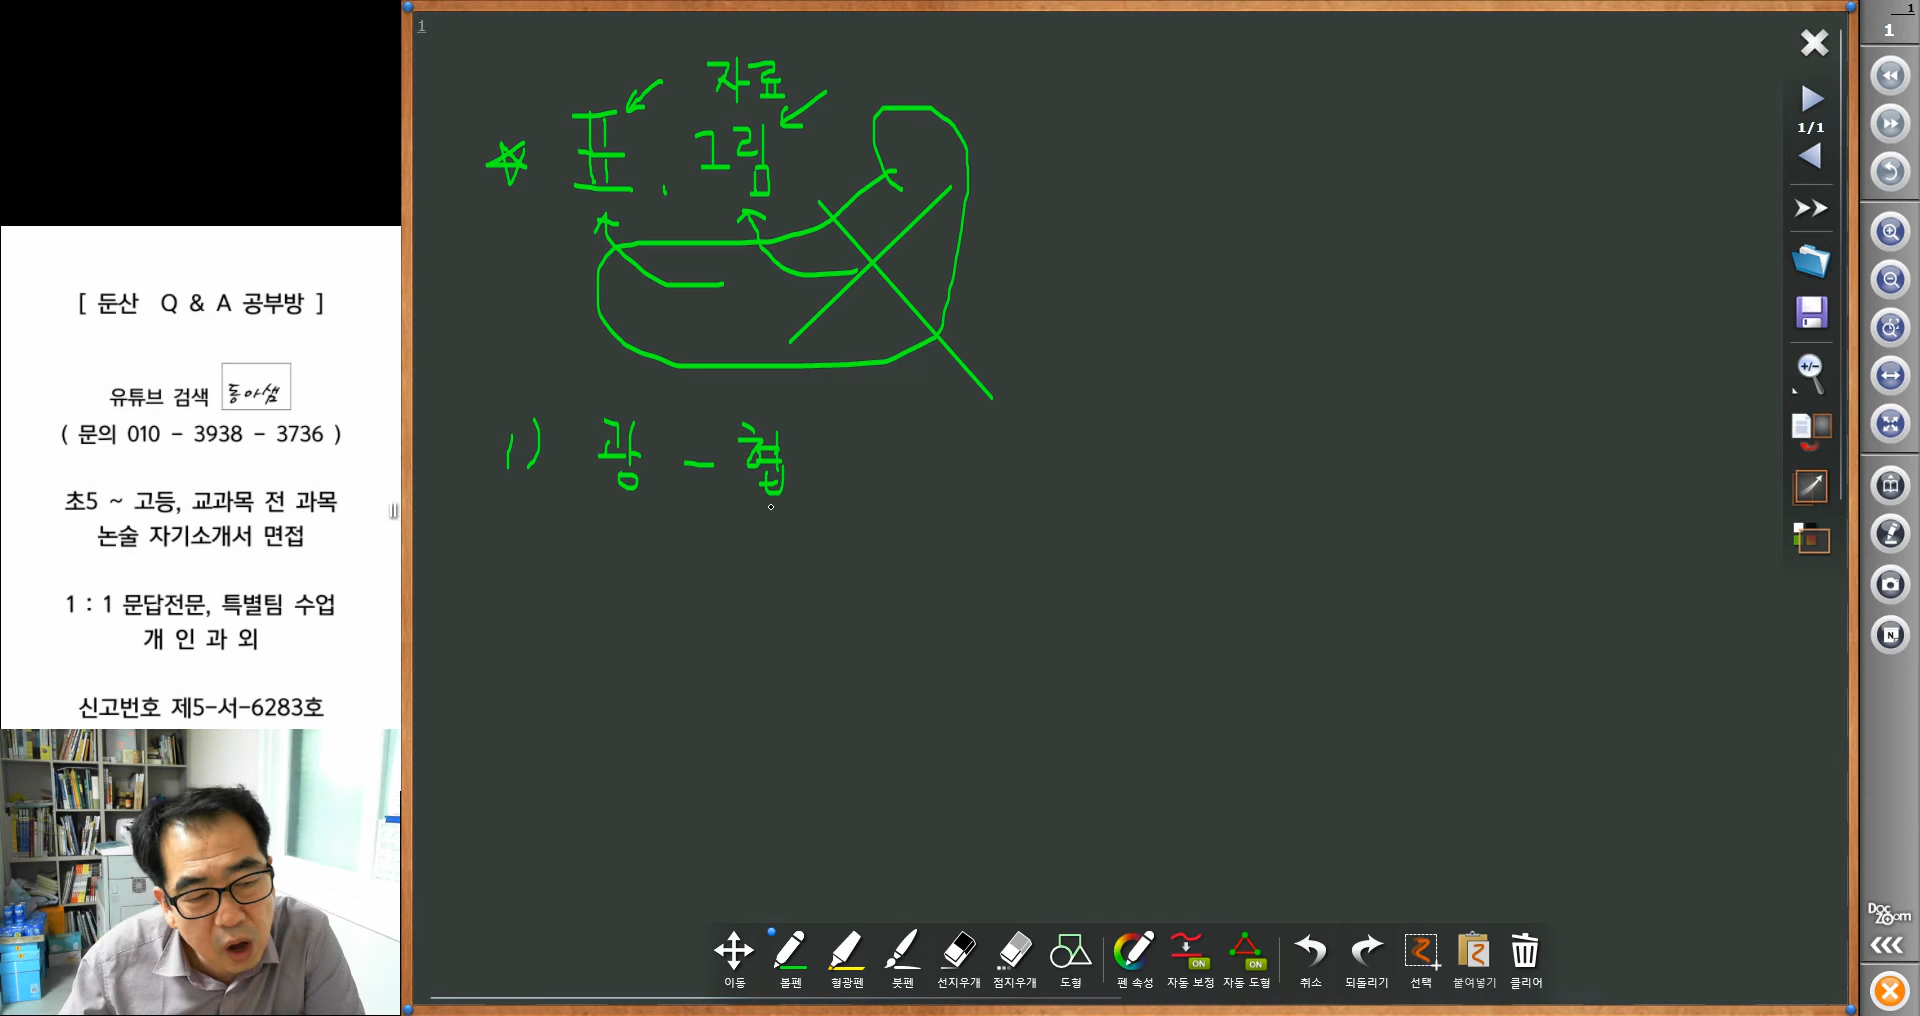 [ 둔산 Q & A 공부방 ]
유튜브 검색 동아샘
( 문의 010 - 3938 - 3736 )
초5 ~ 고등, 교과목 전 과목
논술 자기소개서 면접
1 : 1 문답전문, 특별팀 수업
개 인 과 외
신고번호 제5-서-6283호
1
자료
표, 그림
1) 광 - 협
1/1
이동 볼펜 형광펜 붓펜 선지우개 점지우개 도형 펜 속성 ON 자동 보정 ON 자동 도형 취소 되돌리기 선택 붙여넣기 클리어
1
1
+/-
N
Doc Zoom